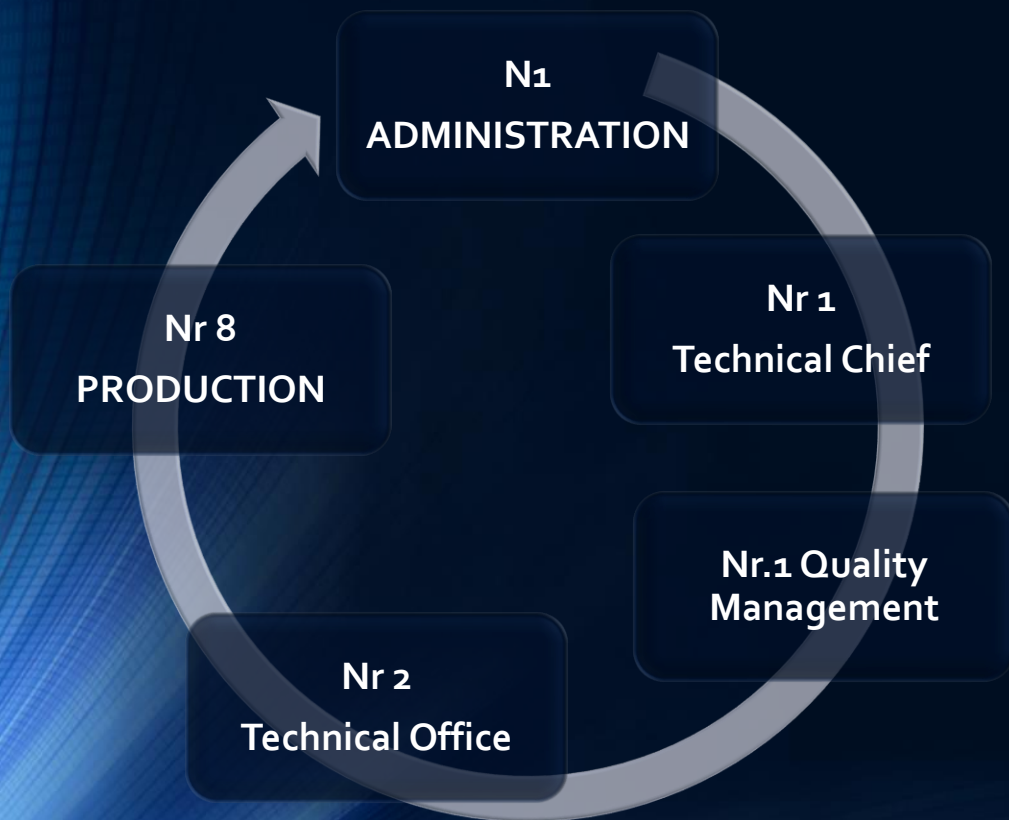 N1
ADMINISTRATION
Nr 1
Technical Chief
Nr.1 Quality
Management
Nr 2
Technical Office
Nr 8
PRODUCTION